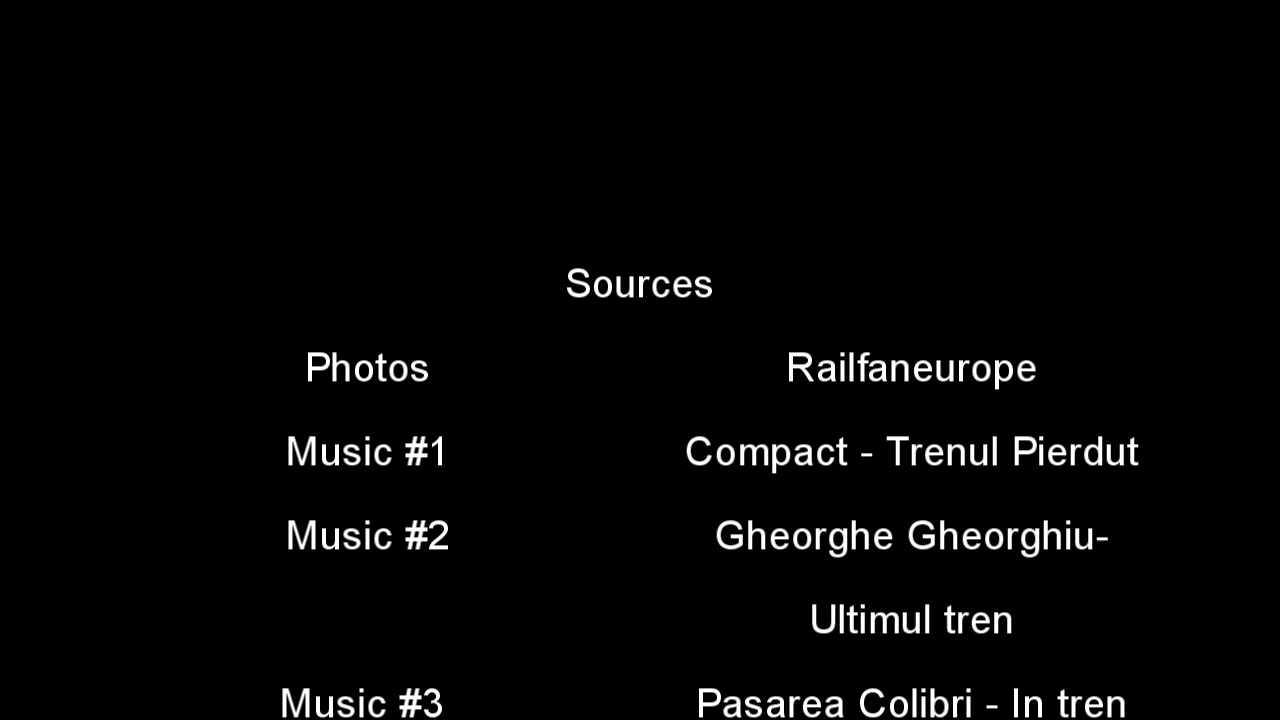 Sources
Photos Railfaneurope
Music #1 Compact - Trenul Pierdut
Music #2 Gheorghe Gheorghiu-
Ultimul tren
Music #3 Pasarea Colibri - In tren